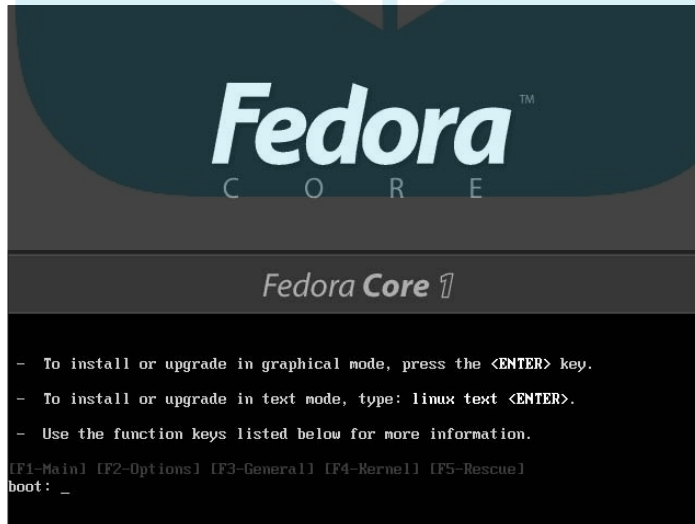 Fedora™
CORE
Fedora Core 1
- To install or upgrade in graphical mode, press the <ENTER> key.
- To install or upgrade in text mode, type: linux text <ENTER>.
- Use the function keys listed below for more information.
[F1-Main] [F2-Options] [F3-General] [F4-Kernel] [F5-Rescue]
boot: _